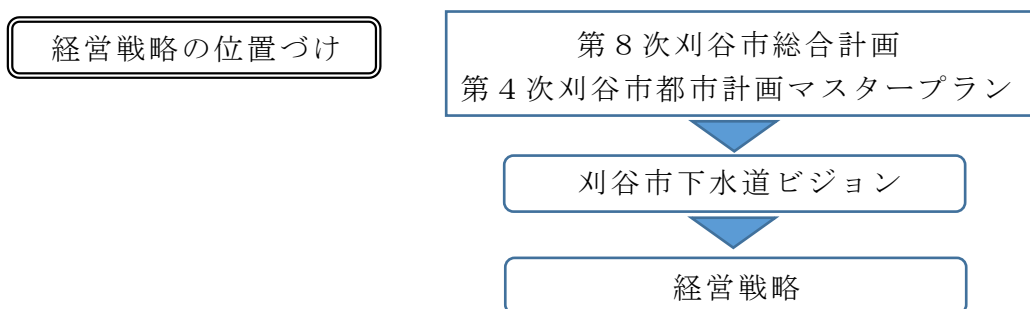 経営戦略の位置づけ
第８次刈谷市総合計画
第４次刈谷市都市計画マスタープラン
刈谷市下水道ビジョン
経営戦略